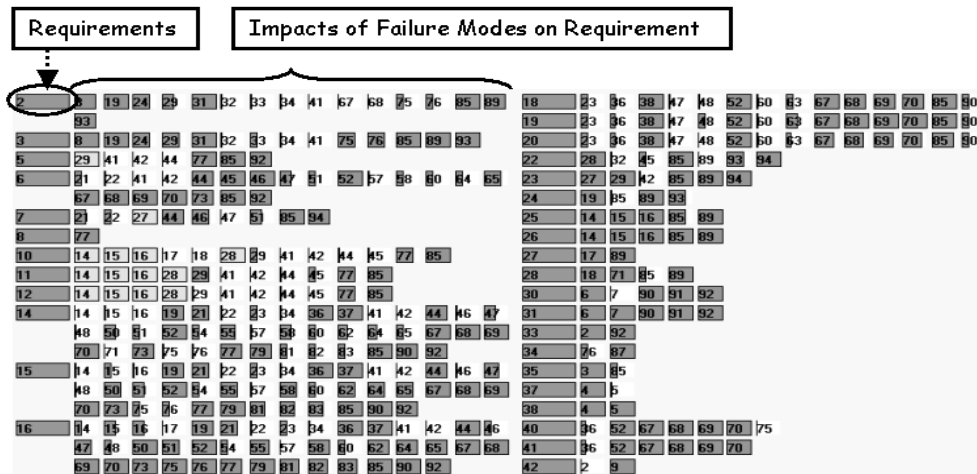 Requirements
Impacts of Failure Modes on Requirement
2 8 19 24 29 31 32 33 34 41 67 68 75 76 85 89
93
3 8 19 24 29 31 32 33 34 41 75 76 85 89 93
5 29 41 42 44 77 85 92
6 21 22 41 42 44 45 46 47 51 52 57 58 60 64 65
67 68 69 70 73 85 92
7 21 22 27 44 46 47 51 85 94
8 77
10 14 15 16 17 18 28 29 41 42 44 45 77 85
11 14 15 16 28 29 41 42 44 45 77 85
12 14 15 16 28 29 41 42 44 45 77 85
14 14 15 16 19 21 22 23 34 36 37 41 42 44 46 47
48 50 51 52 54 55 57 58 60 62 64 65 67 68 69
70 71 73 75 76 77 79 81 82 83 85 90 92
15 14 15 16 19 21 22 23 34 36 37 41 42 44 46 47
48 50 51 52 54 55 57 58 60 62 64 65 67 68 69
70 73 75 76 77 79 81 82 83 85 90 92
16 14 15 16 17 19 21 22 23 34 36 37 41 42 44 46
47 48 50 51 52 54 55 57 58 60 62 64 65 67 68
69 70 73 75 76 77 79 81 82 83 85 90 92
18 23 36 38 47 48 52 60 63 67 68 69 70 85 90
19 23 36 38 47 48 52 60 63 67 68 69 70 85 90
20 23 36 38 47 48 52 60 63 67 68 69 70 85 90
22 28 32 45 85 89 93 94
23 27 29 42 85 89 94
24 19 85 89 93
25 14 15 16 85 89
26 14 15 16 85 89
27 17 89
28 18 71 85 89
30 6 7 90 91 92
31 6 7 90 91 92
33 2 92
34 76 87
35 3 85
37 4 5
38 4 5
40 36 52 67 68 69 70 75
41 36 52 67 68 69 70
42 2 9